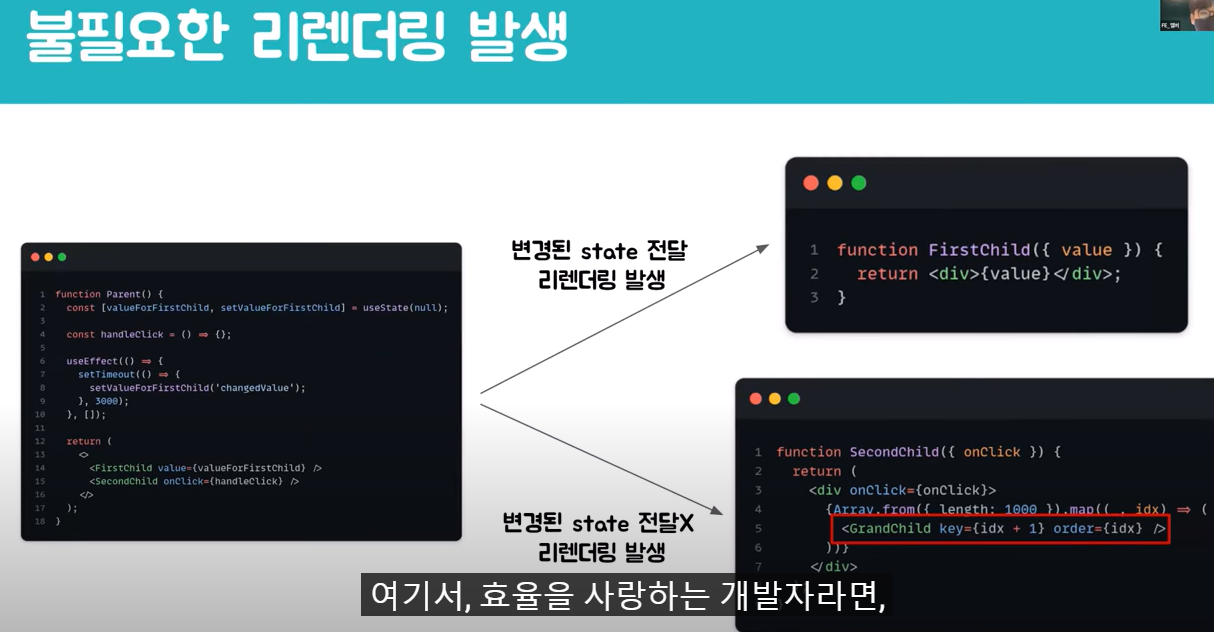 불필요한 리렌더링 발생
FE_앨버
변경된 state 전달
리렌더링 발생
1 function FirstChild({ value }) {
2 return <div>{value}</div>;
3 }
1 function Parent() {
2 const [valueForFirstChild, setValueForFirstChild] = useState(null);
3
4 const handleClick = () => {};
5
6 useEffect(() => {
7 setTimeout(() => {
8 setValueForFirstChild('changedValue');
9 }, 3000);
10 }, []);
11
12 return (
13 <>
14 <FirstChild value={valueForFirstChild} />
15 <SecondChild onClick={handleClick} />
16 </>
17 );
18 }
변경된 state 전달X
리렌더링 발생
1 function SecondChild({ onClick }) {
2 return (
3 <div onClick={onClick}>
4 {Array.from({ length: 1000 }).map((_, idx) => (
5 <GrandChild key={idx + 1} order={idx} />
6 ))}
7 </div>
여기서, 효율을 사랑하는 개발자라면,